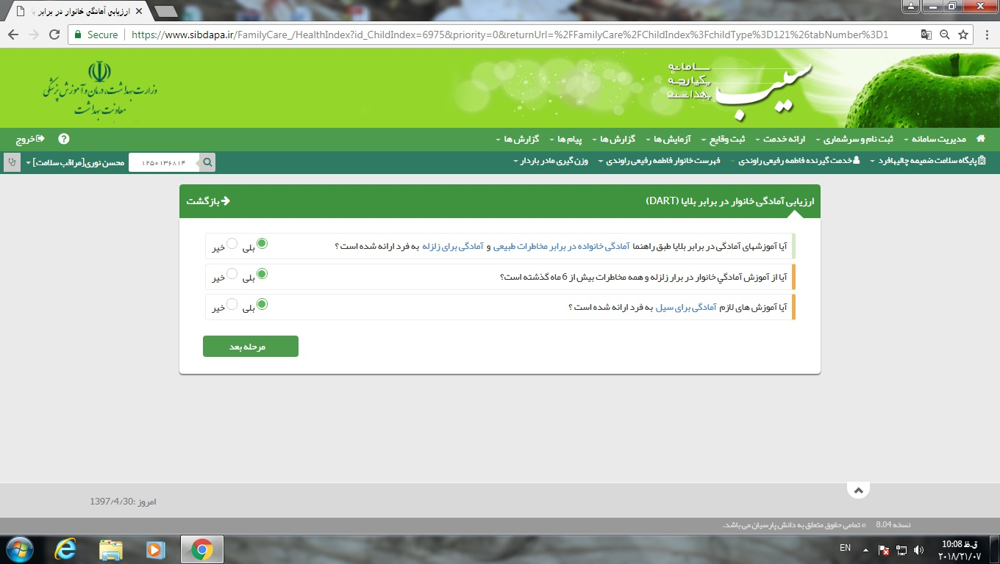 ارزیابی آمادگي خانوار در برابر با
Secure
https://www.sibdapa.ir/FamilyCare_/HealthIndex?id_ChildIndex=6975&priority=0&returnUrl=%2FFamilyCare%2FChildIndex%3FchildType%3D121%26tabNumber%3D1
سامانه
یکپارچه
بهداشت
سیب
وزارت بهداشت، درمان و آموزش پزشکی
معاونت بهداشت
مدیریت سامانه
ثبت نام و سرشماری
ارائه خدمت
ثبت وقایع
آزمایش ها
گزارش ها
پیام ها
گزارش ها
خروج
پایگاه سلامت ضمیمه چالیهافرد
خدمت گیرنده فاطمه رفیعی راوندی
فهرست خانوار فاطمه رفیعی راوندی
وزن گیری مادر باردار
۱۲۵۰۱۳۶۸۱۴
محسن نوری[مراقب سلامت]
ارزیابی آمادگی خانوار در برابر بلایا (DART)
بازگشت
آیا آموزشهای آمادگی در برابر بلایا طبق راهنما آمادگی خانواده در برابر مخاطرات طبیعی و آمادگی برای زلزله به فرد ارائه شده است ؟ بلی خیر
آیا از آموزش آمادگي خانوار در برار زلزله و همه مخاطرات بیش از 6 ماه گذشته است؟ بلی خیر
آیا آموزش های لازم آمادگی برای سیل به فرد ارائه شده است ؟ بلی خیر
مرحله بعد
امروز :1397/4/30
نسخه 8.04 © تمامی حقوق متعلق به دانش پارسیان می باشد.
EN
10:08 ق.ظ
۲۰۱۸/۲۱/۰۷